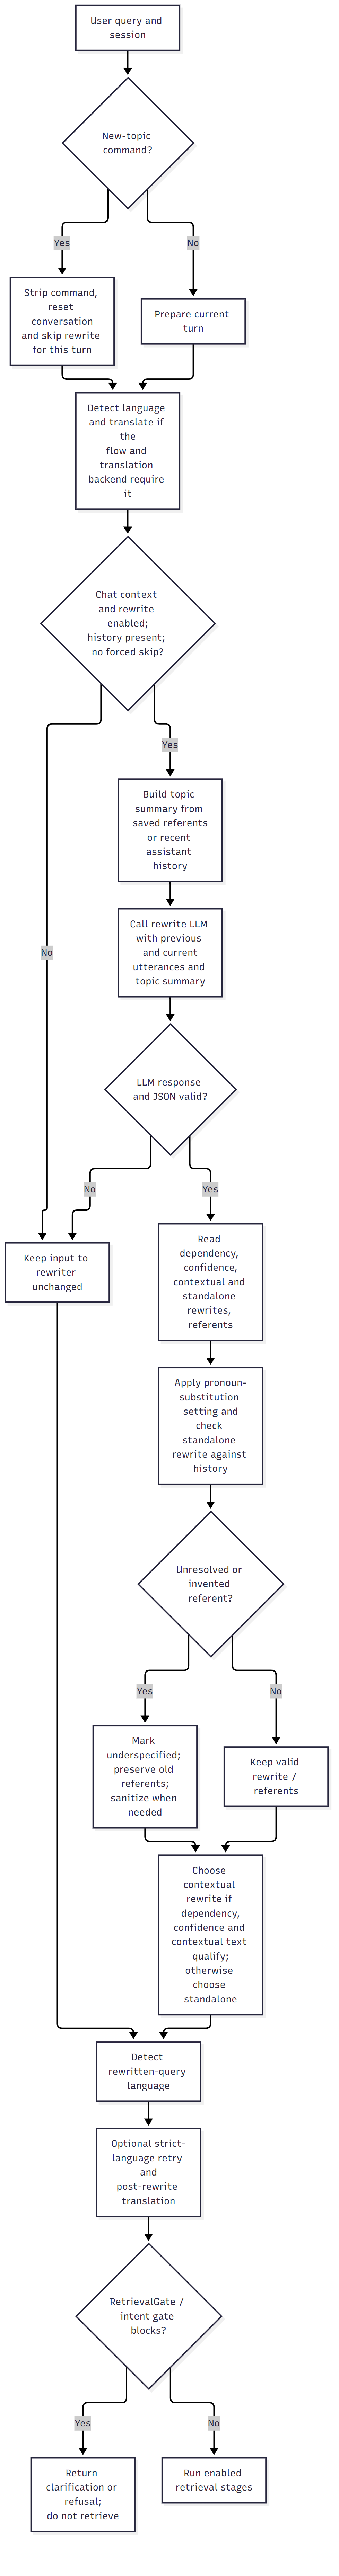 User query and
session
New-topic
command?
Yes
No
Strip command,
reset
conversation
and skip rewrite
for this turn
Prepare current
turn
Detect language
and translate if
the
flow and
translation
backend require
it
Chat context
and rewrite
enabled;
history present;
no forced skip?
Yes
Build topic
summary from
saved referents
or recent
assistant
history
Call rewrite LLM
with previous
and current
utterances and
topic summary
No
LLM response
and JSON valid?
No
Yes
Keep input to
rewriter
unchanged
Read
dependency,
confidence,
contextual and
standalone
rewrites,
referents
Apply pronoun-
substitution
setting and
check
standalone
rewrite against
history
Unresolved or
invented
referent?
Yes
No
Mark
underspecified;
preserve old
referents;
sanitize when
needed
Keep valid
rewrite /
referents
Choose
contextual
rewrite if
dependency,
confidence and
contextual text
qualify;
otherwise
choose
standalone
Detect
rewritten-query
language
Optional strict-
language retry
and
post-rewrite
translation
RetrievalGate /
intent gate
blocks?
Yes
No
Return
clarification or
refusal;
do not retrieve
Run enabled
retrieval stages